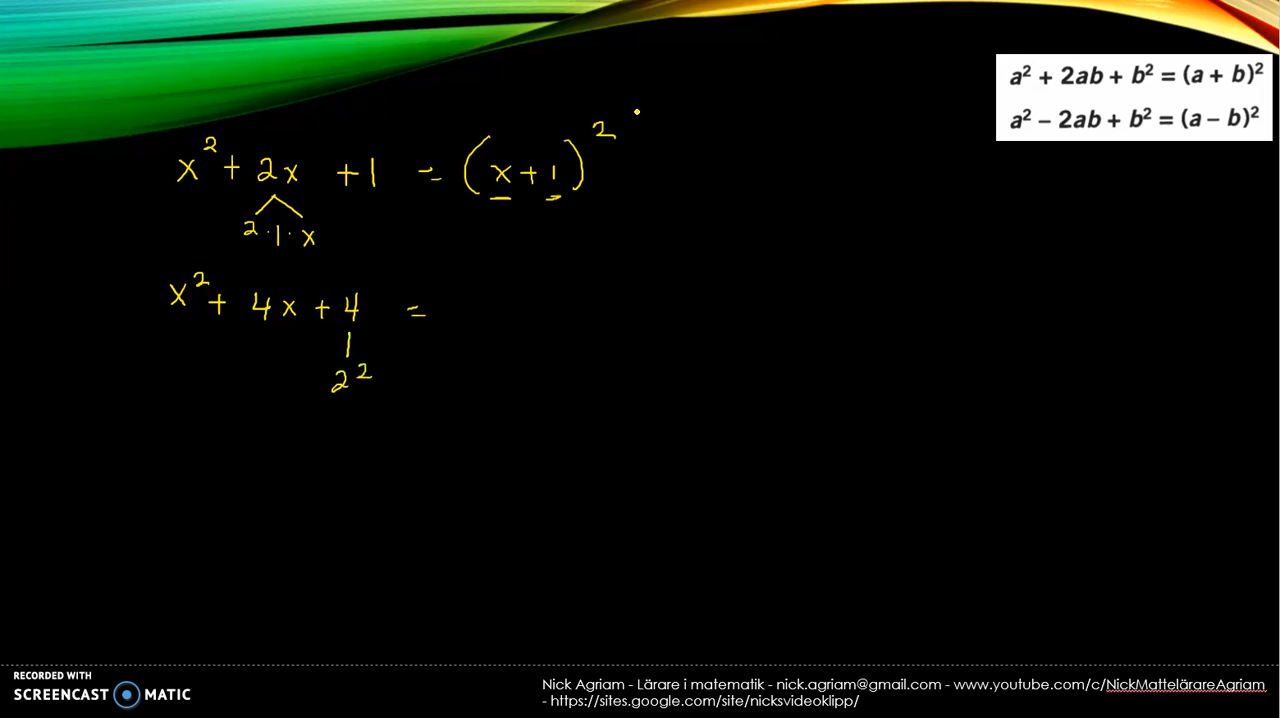 a² + 2ab + b² = (a + b)²
a² − 2ab + b² = (a − b)²
x² + 2x + 1 = (x + 1)²
2 · 1 · x
x² + 4x + 4 =
2²
RECORDED WITH
SCREENCAST MATIC
Nick Agriam - Lärare i matematik - nick.agriam@gmail.com - www.youtube.com/c/NickMattelärareAgriam
- https://sites.google.com/site/nicksvideoklipp/